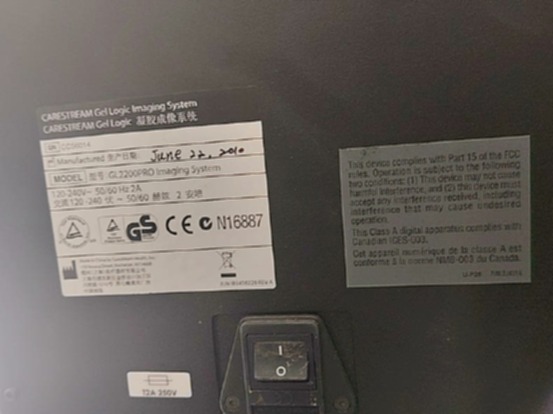 CARESTREAM Gel Logic Imaging System
CARESTREAM Gel Logic 凝胶成像系统
SN
Manufactured 生产日期 June 22, 2010
MODEL 型号: GL2200PRO Imaging System
120-240V~ 50/60 Hz 2A
交流 120-240 伏 ~ 50/60 赫兹 2 安培
GS CE N16887
This device complies with Part 15 of the FCC
rules. Operation is subject to the following
two conditions: (1) This device may not cause
harmful interference, and (2) this device must
accept any interference received, including
interference that may cause undesired
operation.
This Class A digital apparatus complies with
Canadian ICES-003.
Cet appareil numérique de la classe A est
conforme à la norme NMB-003 du Canada.
I
O
T2A 250V